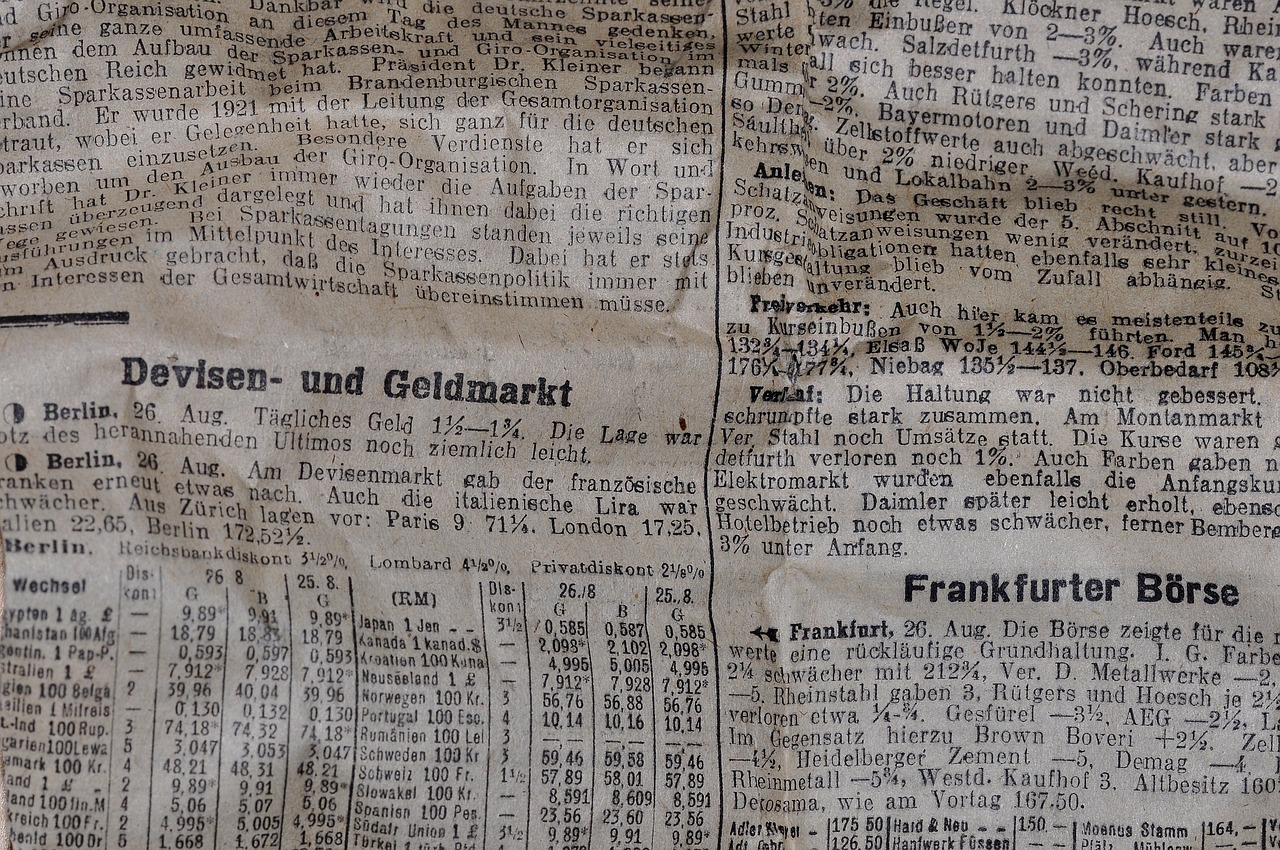 Giro-Organisation. Dankbar wird die deutsche Sparkassen-
an diesem Tag des Mannes gedenken,
seine ganze umfassende Arbeitskraft und sein vielseitiges
dem Aufbau der Sparkassen- und Giro-Organisation im
eutschen Reich gewidmet hat. Präsident Dr. Kleiner begann
ine Sparkassenarbeit beim Brandenburgischen Sparkassen-
rband. Er wurde 1921 mit der Leitung der Gesamtorganisation
traut, wobei er Gelegenheit hatte, sich ganz für die deutschen
parkassen einzusetzen. Besondere Verdienste hat er sich
worben um den Ausbau der Giro-Organisation. In Wort und
chrift hat Dr. Kleiner immer wieder die Aufgaben der Spar-
assen überzeugend dargelegt und hat ihnen dabei die richtigen
ege gewiesen. Bei Sparkassentagungen standen jeweils seine
usführungen im Mittelpunkt des Interesses. Dabei hat er stets
m Ausdruck gebracht, daß die Sparkassenpolitik immer mit
n Interessen der Gesamtwirtschaft übereinstimmen müsse.
Devisen- und Geldmarkt
Berlin, 26. Aug. Tägliches Geld 1½—1¾. Die Lage war
otz des herannahenden Ultimos noch ziemlich leicht.
Berlin, 26. Aug. Am Devisenmarkt gab der französische
ranken erneut etwas nach. Auch die italienische Lira war
hwächer. Aus Zürich lagen vor: Paris 9 71¼, London 17,25,
alien 22,65, Berlin 172,52½.
Berlin. Reichsbankdiskont 3½%, Lombard 4½%, Privatdiskont 2⅛%
Wechsel Dis-kont 26 8 G B 25. 8. G
ypten 1 äg. £ — 9,89* 9,91 9,89*
hanistan 100 Afg — 18,79 18,83 18,79
gentin. 1 Pap-P. — 0,593 0,597 0,593
stralien 1 £ — 7,912* 7,928 7,912*
gien 100 Belga 2 39,96 40,04 39,96
silien 1 Milreis — 0,130 0,132 0,130
t.-Ind 100 Rup. 3 74,18* 74,32 74,18*
garien 100 Lewa 5 3,047 3,053 3,047
emark 100 Kr. 4 48,21 48,31 48,21
and 1 £ 2 9,89* 9,91 9,89*
and 100 fin.M 4 5,06 5,07 5,06
kreich 100 Fr. 2 4,995* 5,005 4,995*
henld 100 Dr 5 1,668 1,672 1,668
(RM) Dis-kont 26./8 G B 25.,8. G
Japan 1 Jen 3½ 0,585 0,587 0,585
Kanada 1 kanad.$ — 2,098* 2,102 2,098*
Kroatien 100 Kuna — 4,995 5,005 4,995
Neuseeland 1 £ — 7,912* 7,928 7,912*
Norwegen 100 Kr. 3 56,76 56,88 56,76
Portugal 100 Esc. 4 10,14 10,16 10,14
Rumänien 100 Lei 3 — — —
Schweden 100 Kr 3 59,46 59,58 59,46
Schweiz 100 Fr. 1½ 57,89 58,01 57,89
Slowakei 100 Kr. — 8,591 8,609 8,591
Spanien 100 Pes. — 23,56 23,60 23,56
Südafr Union 1 £ 3½ 9,89* 9,91 9,89*
Türkei 1 türk. Pfd
Regel. Klöckner, Hoesch, Rhein
Stahl ten Einbußen von 2—3%. Auch ware
werte wach. Salzdetfurth —3%, während Ka
Winter all sich besser halten konnten. Farben
mals r 2%. Auch Rütgers und Schering stark
Gumm —2%, Bayermotoren und Daimler stark
so Der Zellstoffwerte auch abgeschwächt, aber
Säulth über 2% niedriger, Wesd. Kaufhof —2
kehrsw en und Lokalbahn 2—3% unter gestern.
Anleihen: Das Geschäft blieb recht still. Vo
Schatzanweisungen wurde der 5. Abschnitt auf
proz. Schatzanweisungen wenig verändert,
Industrieobligationen hatten ebenfalls sehr kleines
Kursgestaltung blieb vom Zufall abhängig. St
blieben unverändert.
Freiverkehr: Auch hier kam es meistenteils zu
zu Kurseinbußen von 1½—2% führten. Man h
132¾—134¼, Elsaß WoJe 144½—146. Ford 145¾
Niebag 135½—137. Oberbedarf 108
Verlauf: Die Haltung war nicht gebessert.
schrumpfte stark zusammen. Am Montanmarkt
Ver. Stahl noch Umsätze statt. Die Kurse waren
detfurth verloren noch 1%. Auch Farben gaben n
Elektromarkt wurden ebenfalls die Anfangsku
geschwächt. Daimler später leicht erholt, ebenso
Hotelbetrieb noch etwas schwächer, ferner Bemberg
3% unter Anfang.
Frankfurter Börse
Frankfurt, 26. Aug. Die Börse zeigte für die
werte eine rückläufige Grundhaltung. I. G. Farbe
2¼ schwächer mit 212¾, Ver. D. Metallwerke —2,
—5, Rheinstahl gaben 3, Rütgers und Hoesch je 2½
verloren etwa ¼-¾. Gesfürel —3½, AEG —2½, L
Im Gegensatz hierzu Brown Boveri +2½. Zell
—4½, Heidelberger Zement —5, Demag —4,
Rheinmetall —5¾, Westd. Kaufhof 3. Altbesitz 160
Decosama, wie am Vortag 167.50.
Adler Kleyer 175 50 Hard & Neu 150,— Moenus Stamm 164,—
126,50 Hanfwerk Füssen